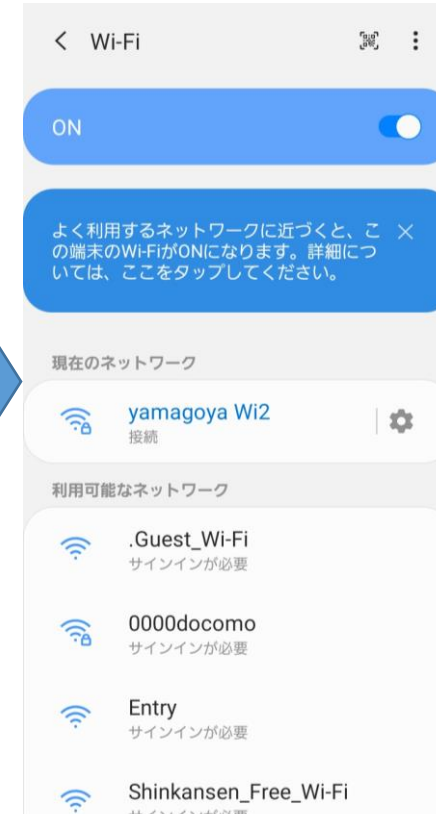 Wi-Fi
ON
よく利用するネットワークに近づくと、こ
の端末のWi-FiがONになります。詳細につ
いては、ここをタップしてください。
現在のネットワーク
yamagoya Wi2
接続
利用可能なネットワーク
.Guest_Wi-Fi
サインインが必要
0000docomo
サインインが必要
Entry
サインインが必要
Shinkansen_Free_Wi-Fi